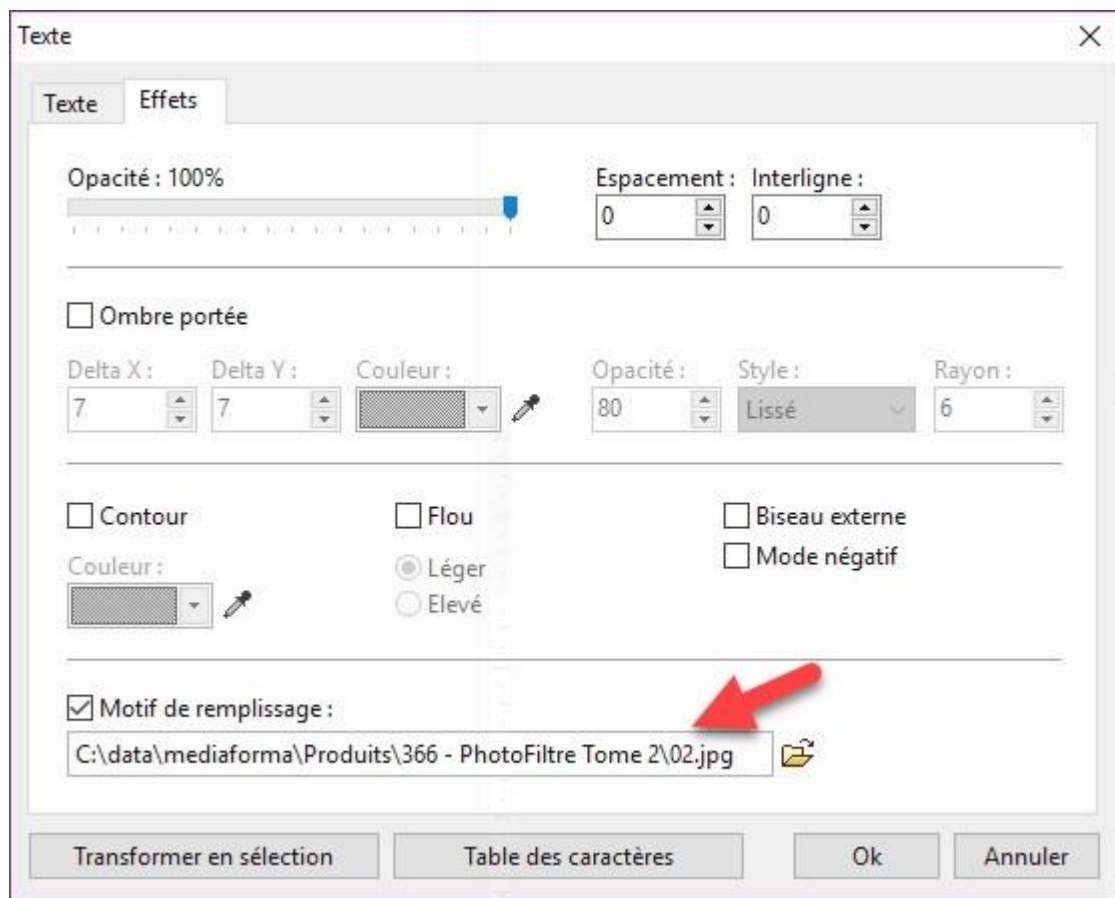 Texte
Texte Effets
Opacité : 100% Espacement : Interligne :
0 0
Ombre portée
Delta X : Delta Y : Couleur : Opacité : Style : Rayon :
7 7 80 Lissé 6
Contour Flou Biseau externe
Mode négatif
Couleur : Léger
Elevé
Motif de remplissage :
C:\data\mediaforma\Produits\366 - PhotoFiltre Tome 2\02.jpg
Transformer en sélection Table des caractères Ok Annuler